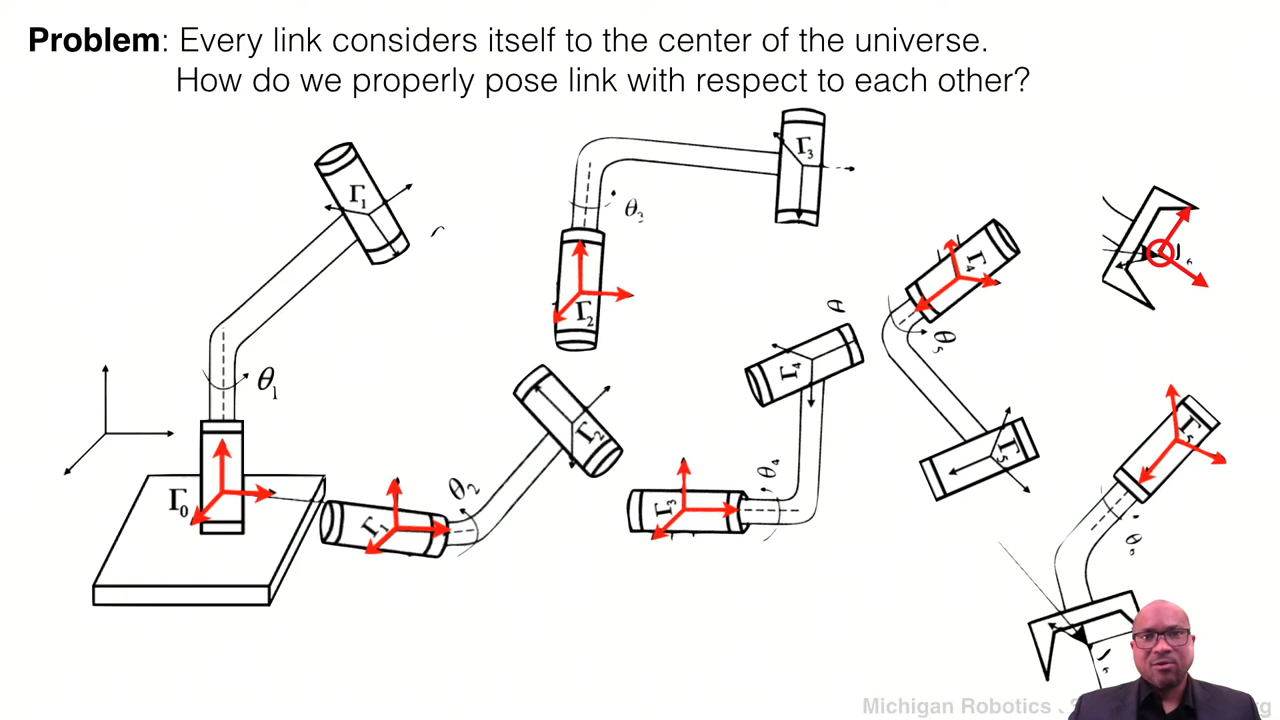 Problem: Every link considers itself to the center of the universe.
How do we properly pose link with respect to each other?
Γ1
θ1
Γ0
Γ1
θ2
Γ2
θ3
Γ2
Γ3
Γ3
θ4
Γ4
Γ4
θ5
Γ5
Γ5
Michigan Robotics